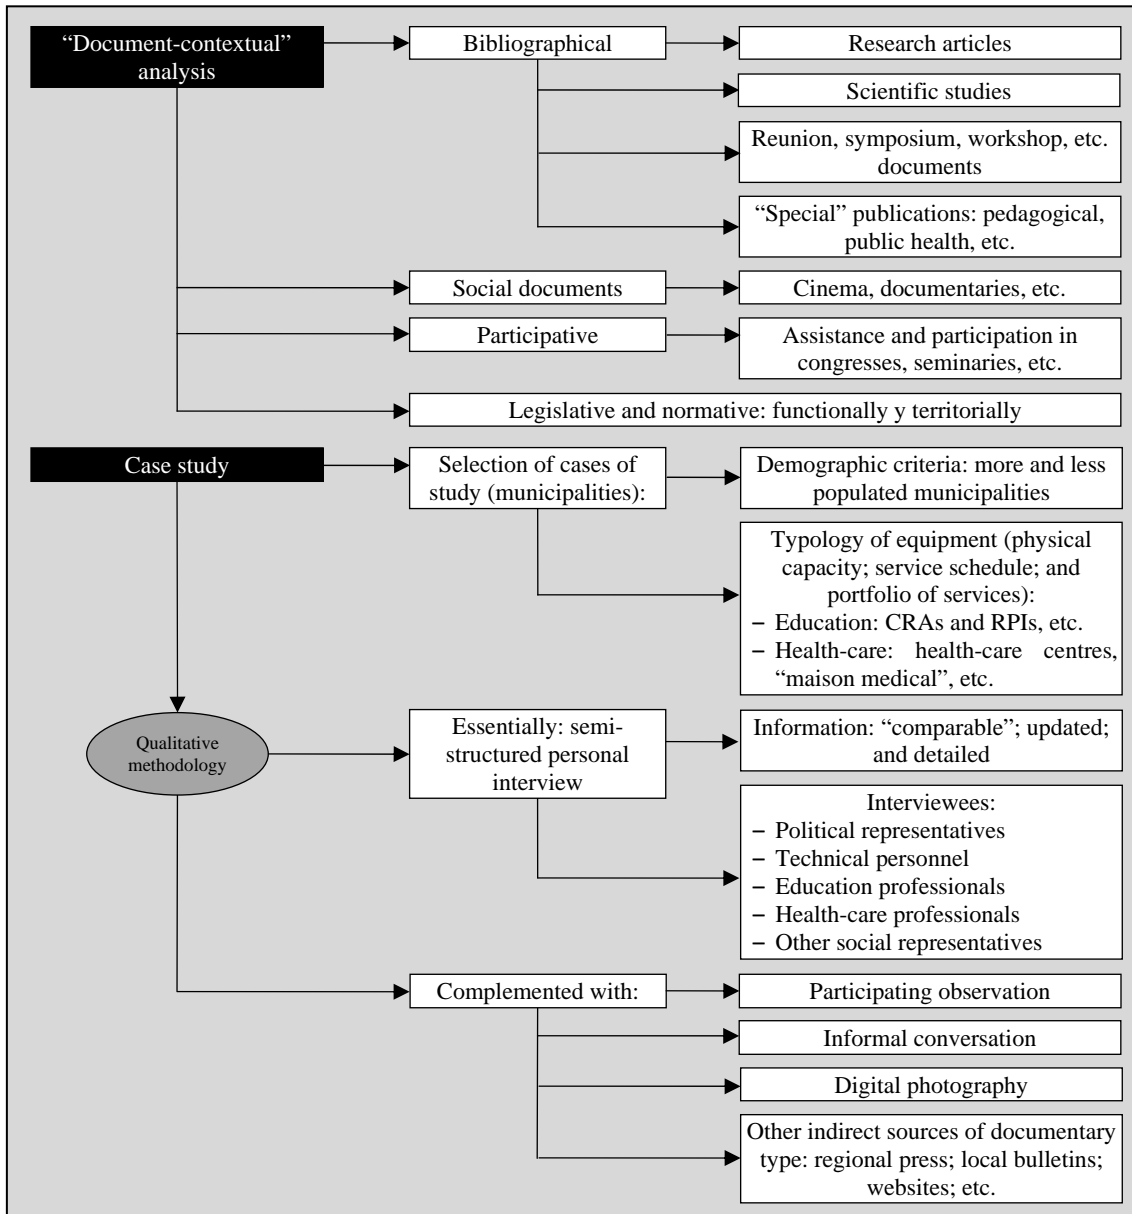 “Document-contextual”
analysis
Bibliographical
Research articles
Scientific studies
Reunion, symposium, workshop, etc.
documents
“Special” publications: pedagogical,
public health, etc.
Social documents
Cinema, documentaries, etc.
Participative
Assistance and participation in
congresses, seminaries, etc.
Legislative and normative: functionally y territorially
Case study
Selection of cases of
study (municipalities):
Demographic criteria: more and less
populated municipalities
Typology of equipment (physical
capacity; service schedule; and
portfolio of services):
− Education: CRAs and RPIs, etc.
− Health-care: health-care centres,
“maison medical”, etc.
Qualitative
methodology
Essentially: semi-
structured personal
interview
Information: “comparable”; updated;
and detailed
Interviewees:
− Political representatives
− Technical personnel
− Education professionals
− Health-care professionals
− Other social representatives
Complemented with:
Participating observation
Informal conversation
Digital photography
Other indirect sources of documentary
type: regional press; local bulletins;
websites; etc.